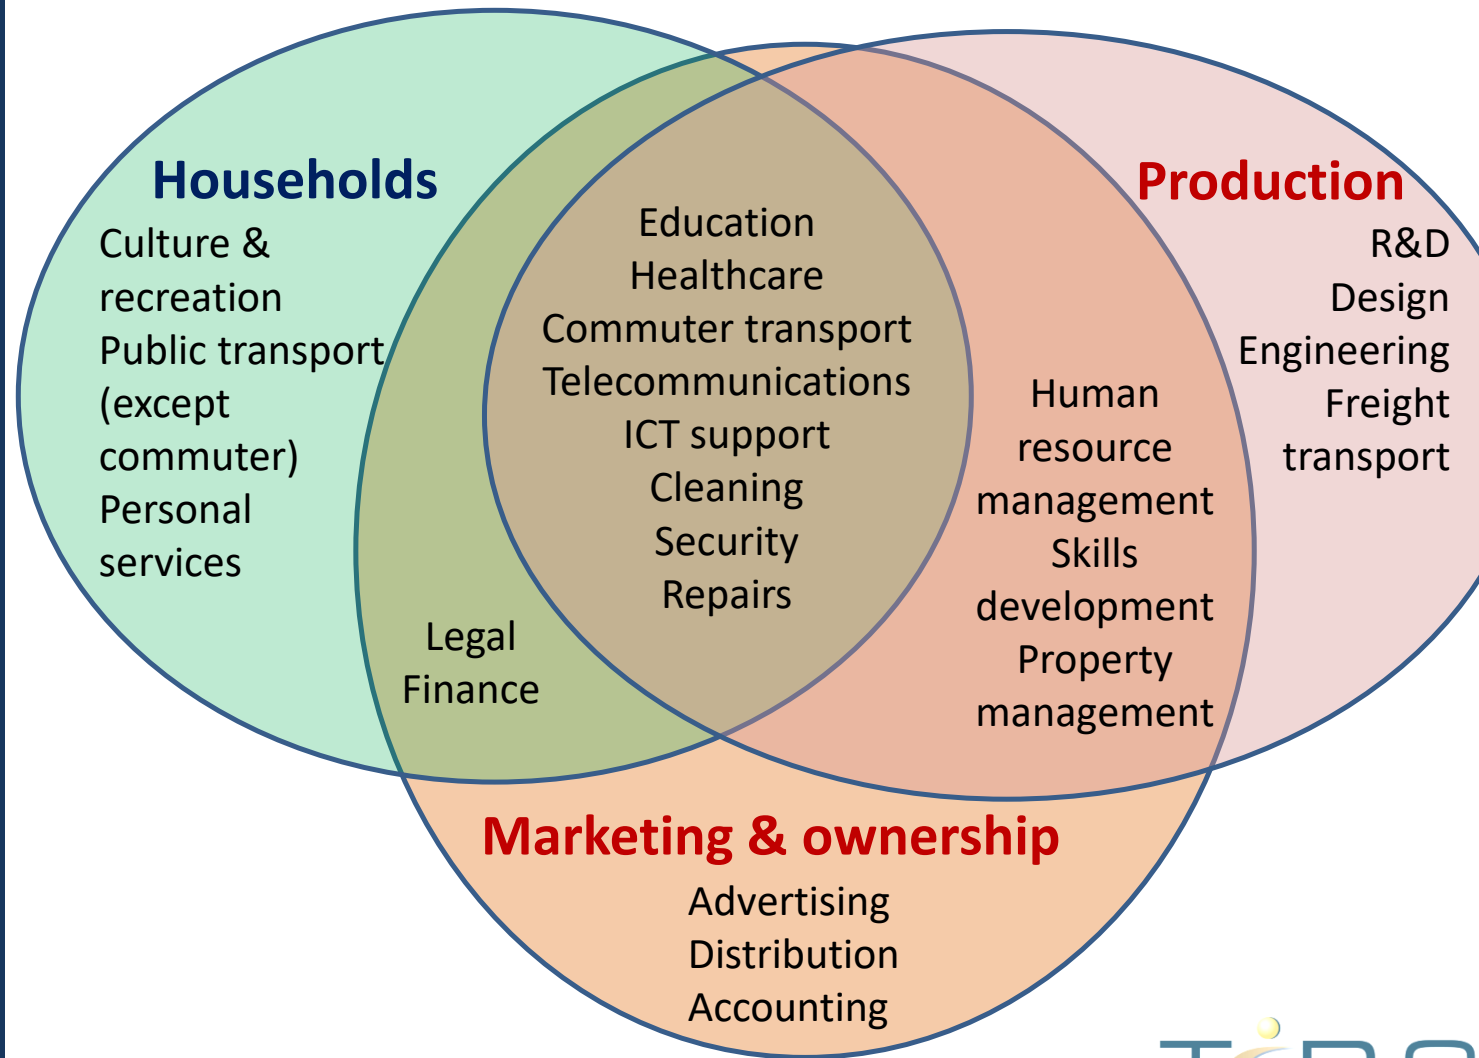 Households
Culture &
recreation
Public transport
(except
commuter)
Personal
services
Education
Healthcare
Commuter transport
Telecommunications
ICT support
Cleaning
Security
Repairs
Legal
Finance
Production
R&D
Design
Engineering
Freight
transport
Human
resource
management
Skills
development
Property
management
Marketing & ownership
Advertising
Distribution
Accounting